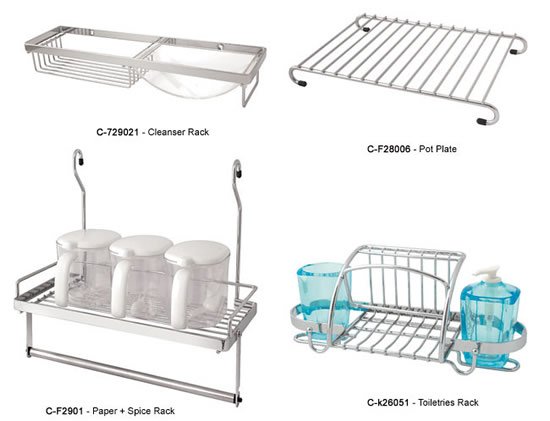 C-729021 - Cleanser Rack
C-F28006 - Pot Plate
C-F2901 - Paper + Spice Rack
C-k26051 - Toiletries Rack